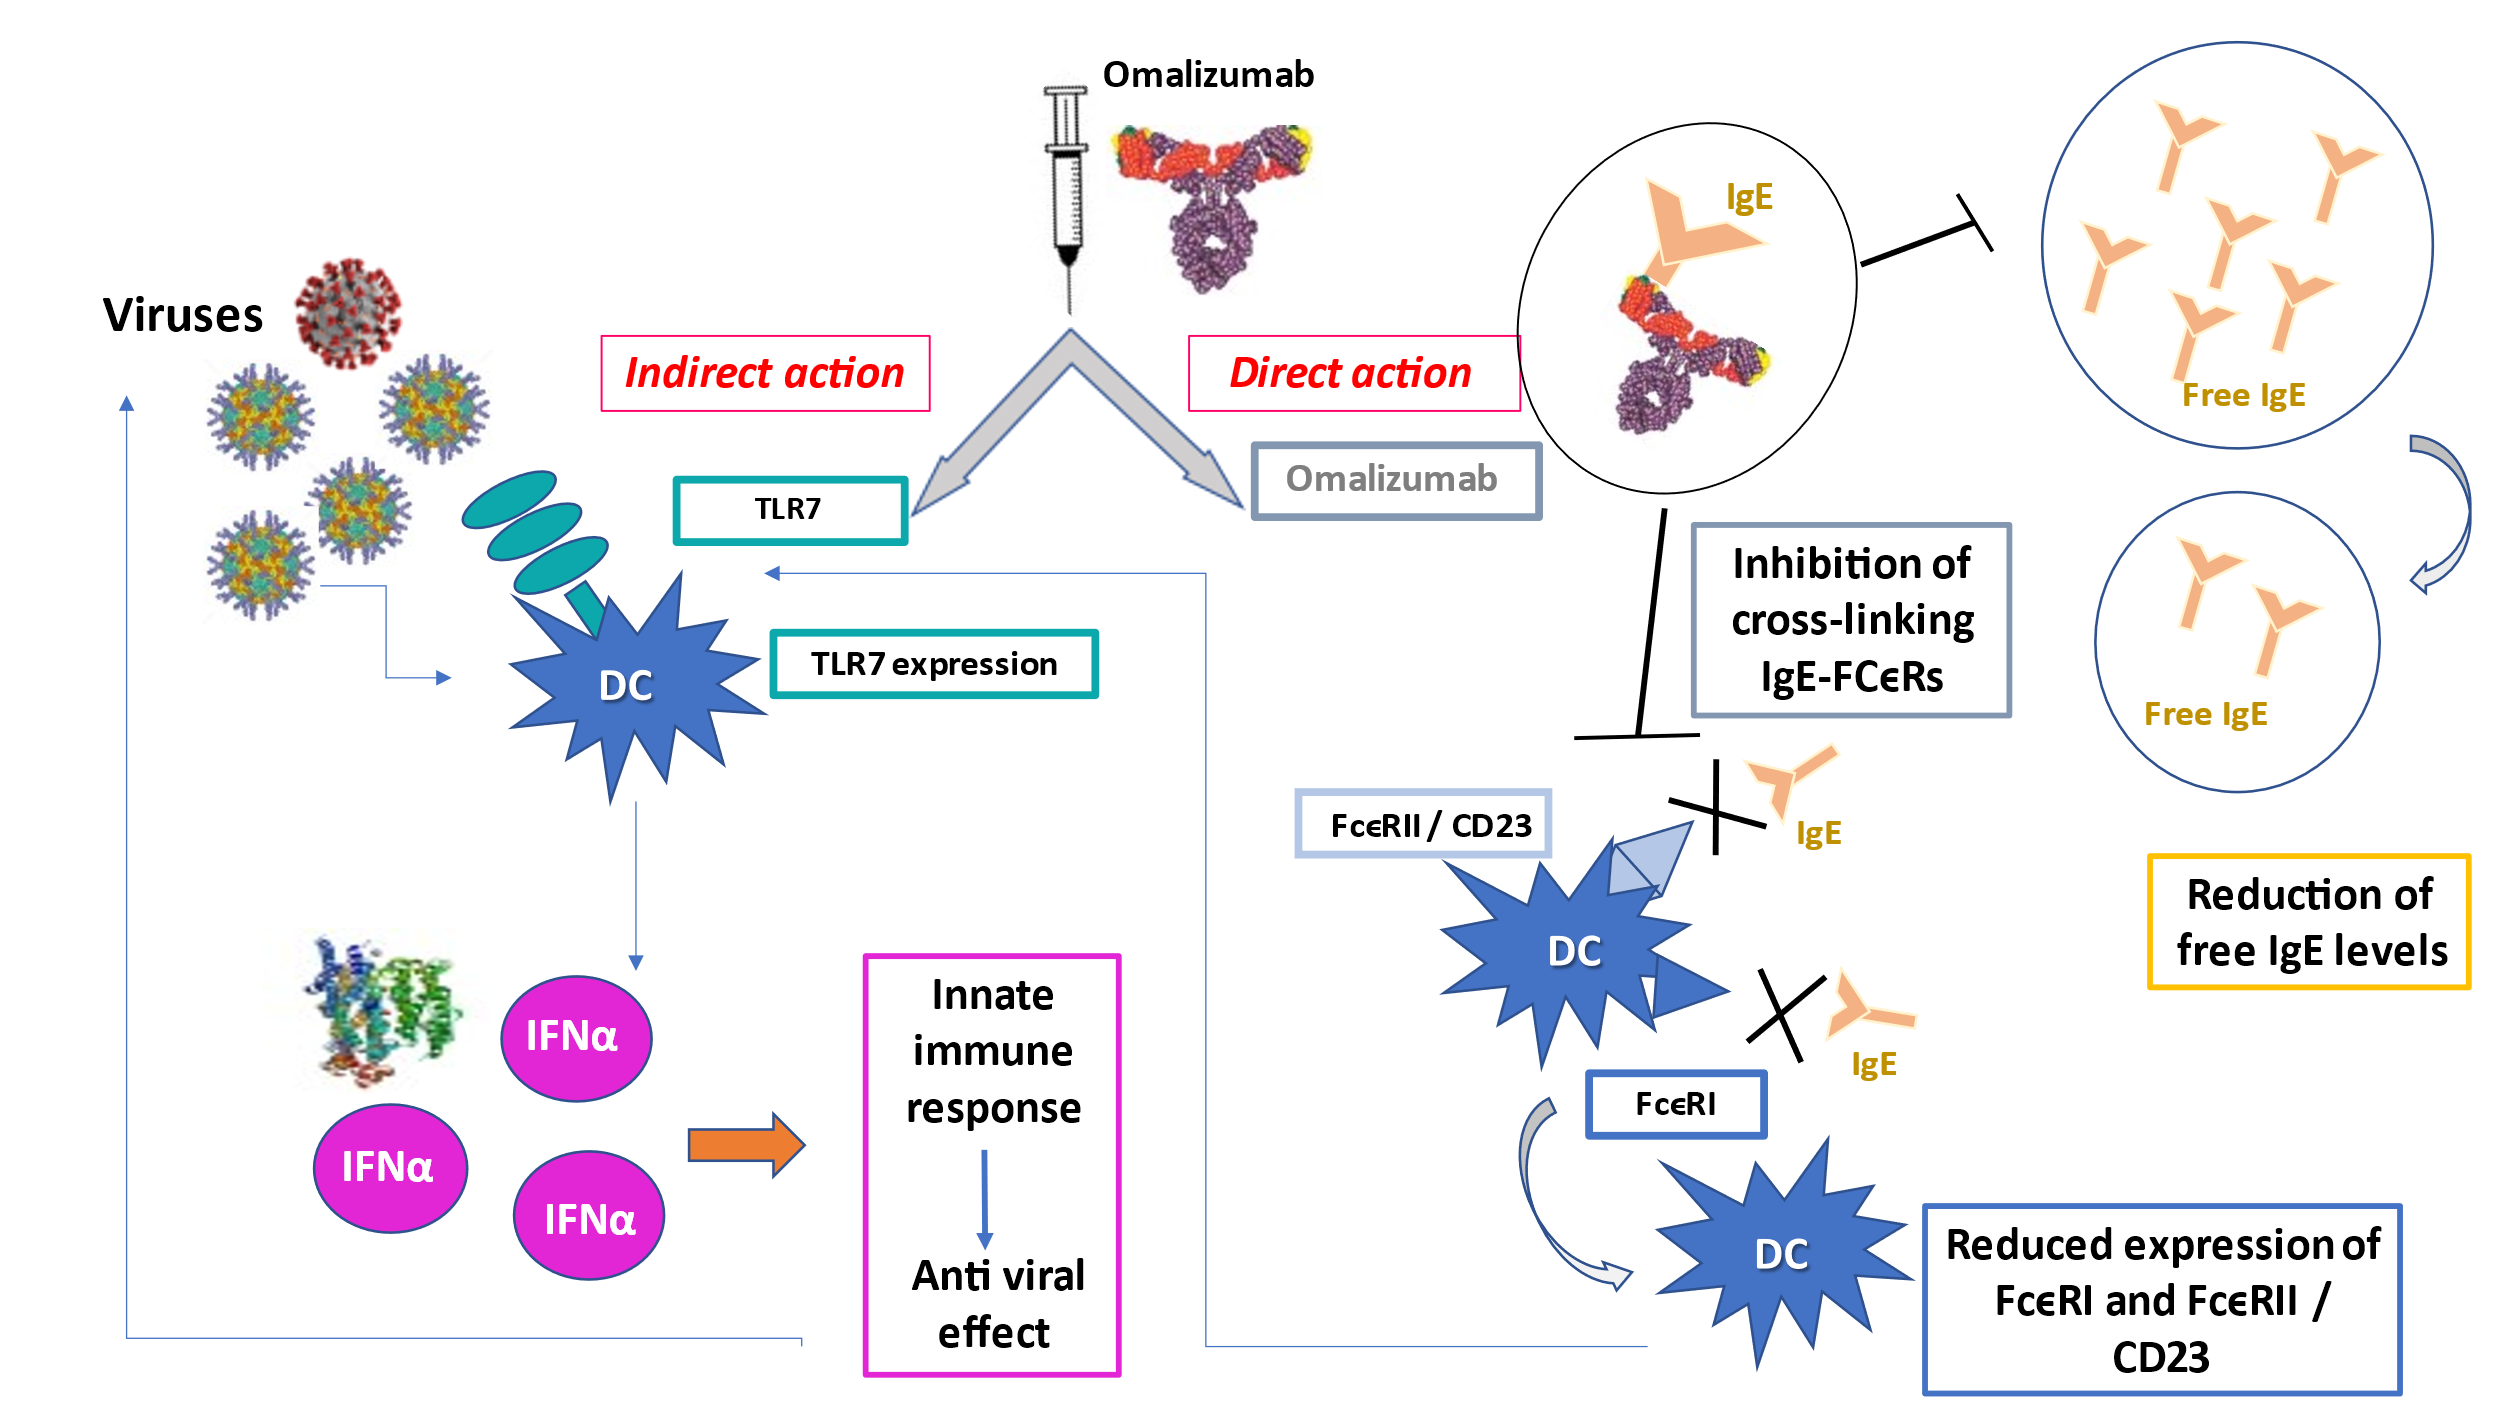 Omalizumab
IgE
Viruses
Indirect action
Direct action
Free IgE
Omalizumab
TLR7
Inhibition of
cross-linking
IgE-FCϵRs
TLR7 expression
DC
Free IgE
FcϵRII / CD23
IgE
DC
Reduction of
free IgE levels
IFNα
IFNα
IFNα
Innate
immune
response
Anti viral
effect
IgE
FcϵRI
DC
Reduced expression of
FcϵRI and FcϵRII /
CD23